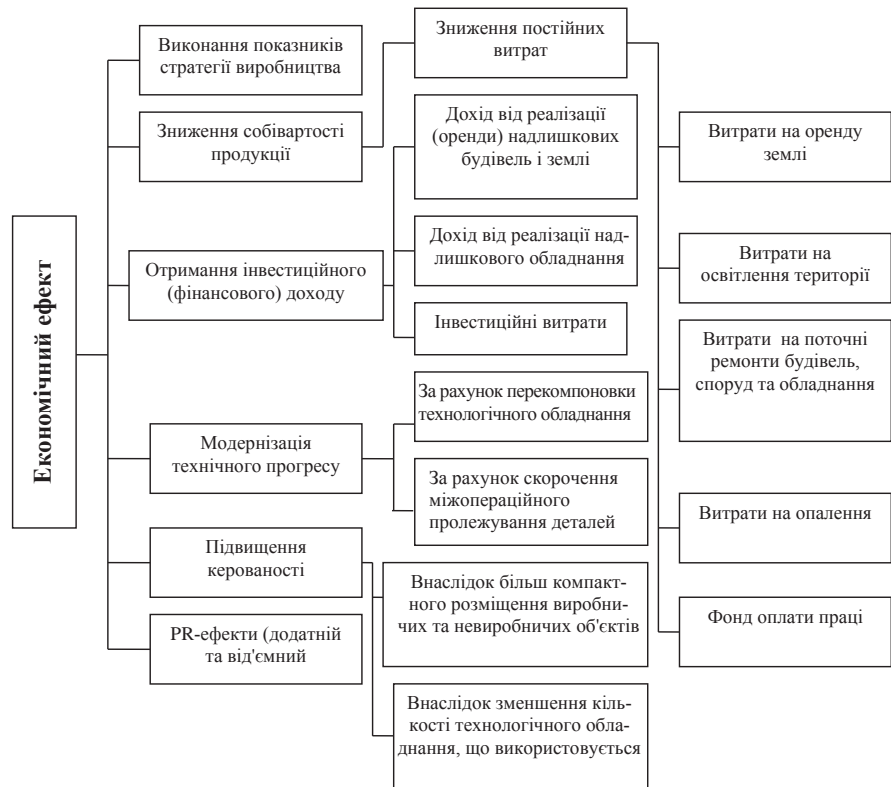 Економічний ефект
Виконання показників
стратегії виробництва
Зниження собівартості
продукції
Отримання інвестиційного
(фінансового) доходу
Модернізація
технічного прогресу
Підвищення
керованості
PR-ефекти (додатній
та від'ємний
Зниження постійних
витрат
Дохід від реалізації
(оренди) надлишкових
будівель і землі
Дохід від реалізації над-
лишкового обладнання
Інвестиційні витрати
За рахунок перекомпоновки
технологічного обладнання
За рахунок скорочення
міжопераційного
пролежування деталей
Внаслідок більш компакт-
ного розміщення виробни-
чих та невиробничих об'єктів
Внаслідок зменшення кіль-
кості технологічного обла-
днання, що використовується
Витрати на оренду
землі
Витрати на
освітлення території
Витрати на поточні
ремонти будівель,
споруд та обладнання
Витрати на опалення
Фонд оплати праці